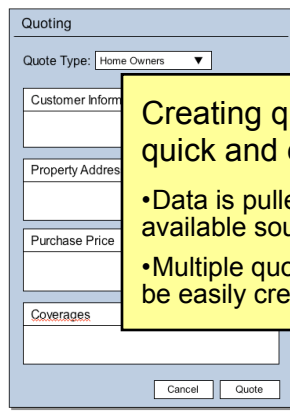 Quoting
Quote Type: Home Owners
Customer Inform
Creating q
quick and
Property Addres
•Data is pulle
available sou
Purchase Price
•Multiple quo
be easily cre
Coverages
Cancel Quote